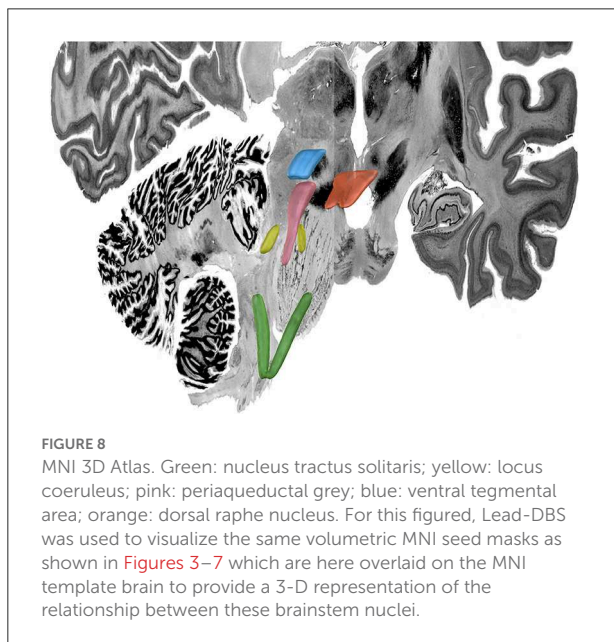 FIGURE 8
MNI 3D Atlas. Green: nucleus tractus solitaris; yellow: locus
coeruleus; pink: periaqueductal grey; blue: ventral tegmental
area; orange: dorsal raphe nucleus. For this figured, Lead-DBS
was used to visualize the same volumetric MNI seed masks as
shown in Figures 3–7 which are here overlaid on the MNI
template brain to provide a 3-D representation of the
relationship between these brainstem nuclei.